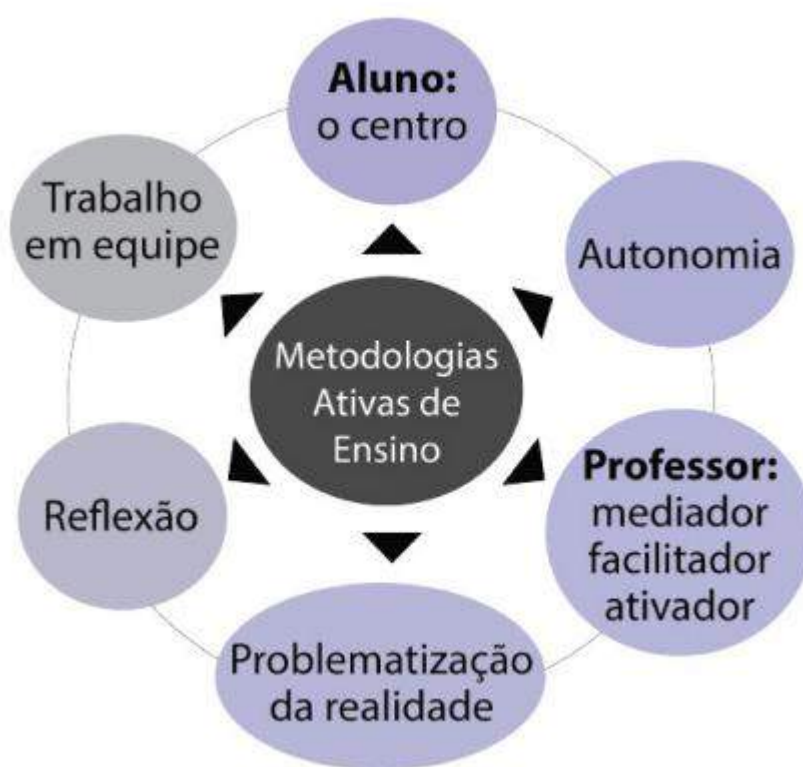 Aluno:
o centro
Autonomia
Professor:
mediador
facilitador
ativador
Problematização
da realidade
Reflexão
Trabalho
em equipe
Metodologias
Ativas de
Ensino